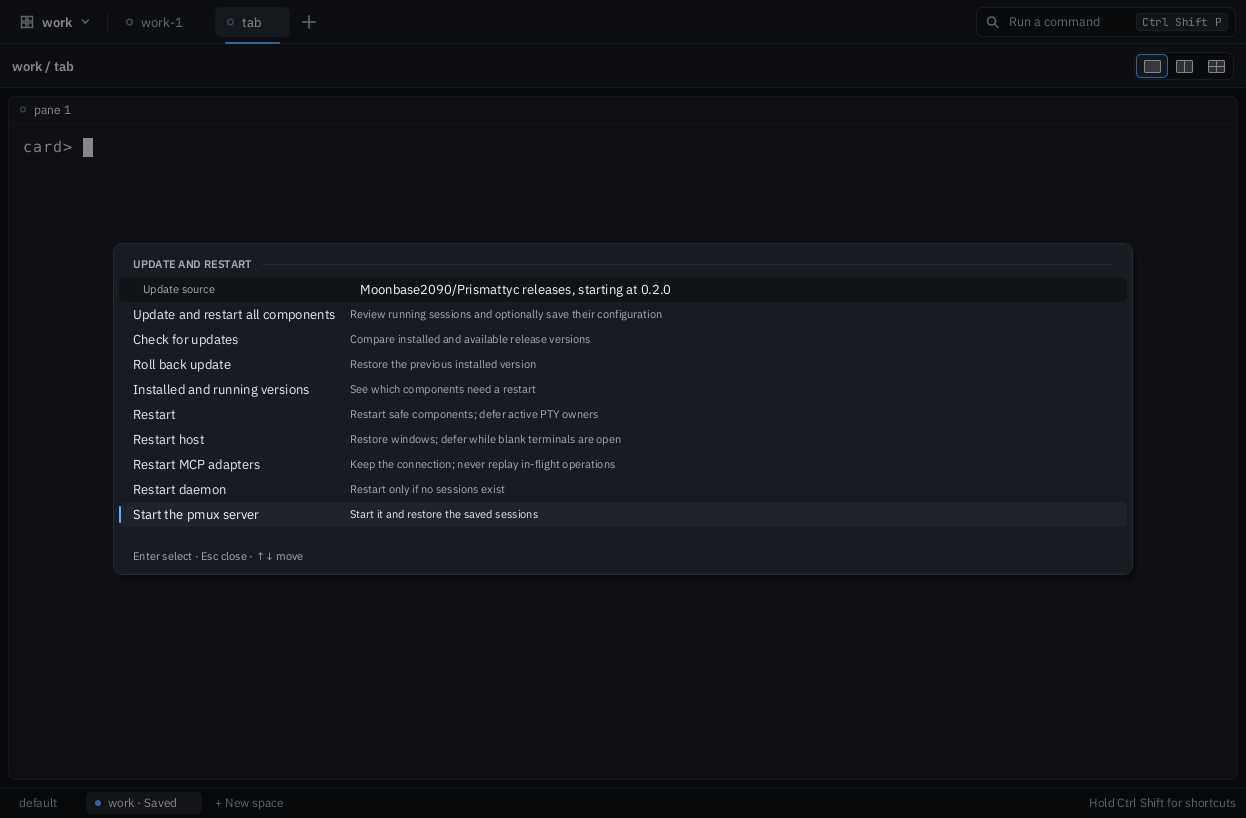 work work-1 tab Run a command Ctrl Shift P
work / tab
pane 1
card>
UPDATE AND RESTART
Update source Moonbase2090/Prismattyc releases, starting at 0.2.0
Update and restart all components Review running sessions and optionally save their configuration
Check for updates Compare installed and available release versions
Roll back update Restore the previous installed version
Installed and running versions See which components need a restart
Restart Restart safe components; defer active PTY owners
Restart host Restore windows; defer while blank terminals are open
Restart MCP adapters Keep the connection; never replay in-flight operations
Restart daemon Restart only if no sessions exist
Start the pmux server Start it and restore the saved sessions
Enter select · Esc close · ↑↓ move
default work · Saved + New space Hold Ctrl Shift for shortcuts